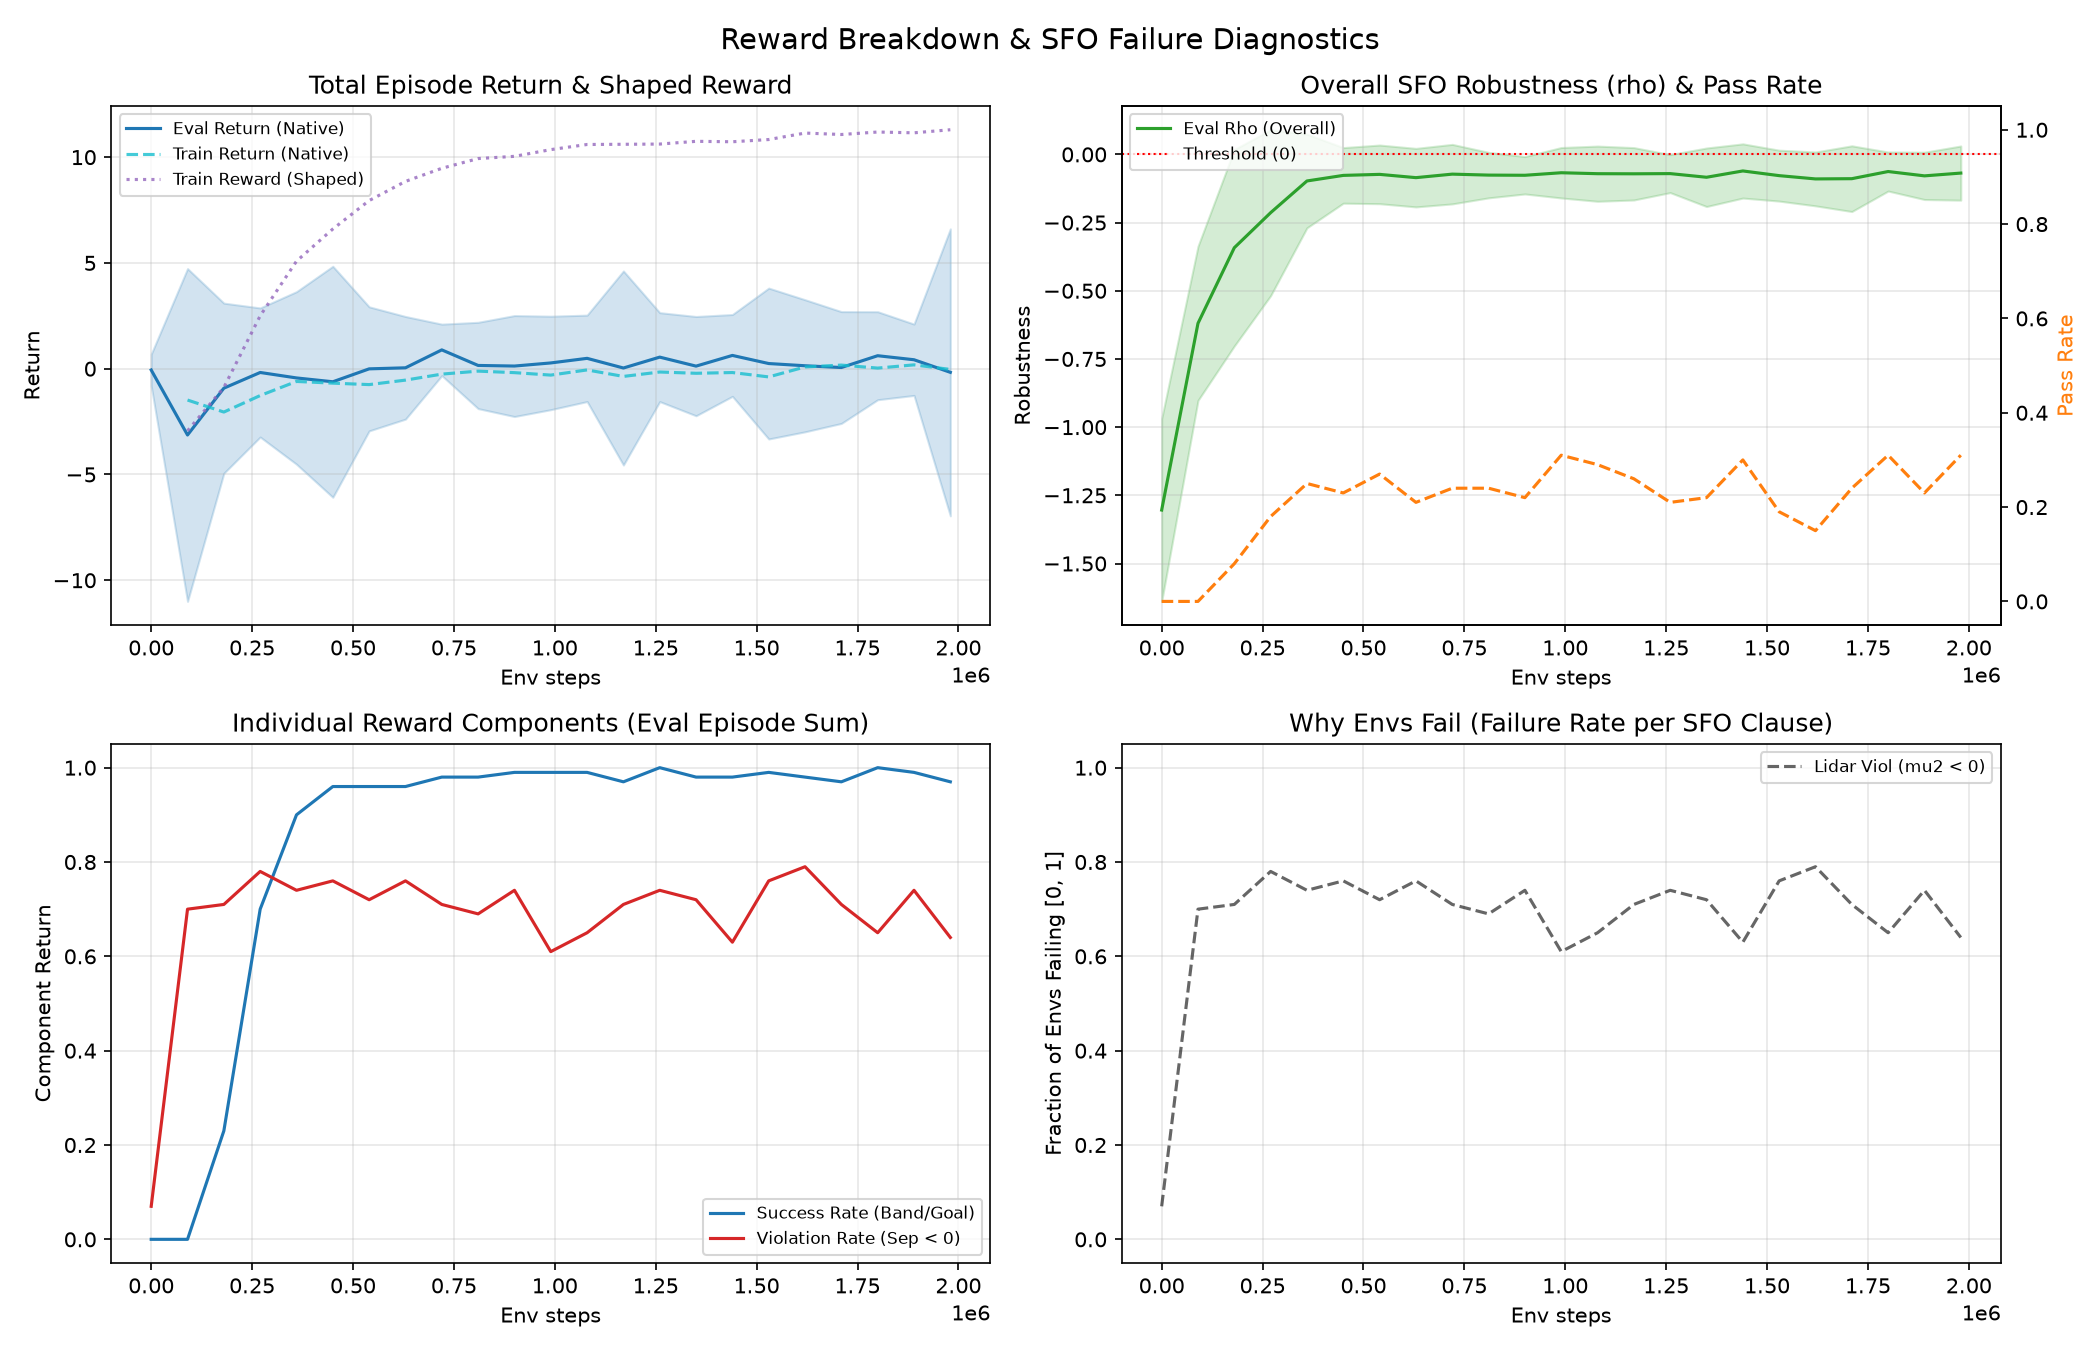 Reward Breakdown & SFO Failure Diagnostics
Total Episode Return & Shaped Reward
Eval Return (Native)
Train Return (Native)
Train Reward (Shaped)
10
5
0
−5
−10
Return
0.00 0.25 0.50 0.75 1.00 1.25 1.50 1.75 2.00
1e6
Env steps
Overall SFO Robustness (rho) & Pass Rate
Eval Rho (Overall)
Threshold (0)
0.00
−0.25
−0.50
−0.75
−1.00
−1.25
−1.50
Robustness
1.0
0.8
0.6
0.4
0.2
0.0
Pass Rate
0.00 0.25 0.50 0.75 1.00 1.25 1.50 1.75 2.00
1e6
Env steps
Individual Reward Components (Eval Episode Sum)
1.0
0.8
0.6
0.4
0.2
0.0
Component Return
Success Rate (Band/Goal)
Violation Rate (Sep < 0)
0.00 0.25 0.50 0.75 1.00 1.25 1.50 1.75 2.00
1e6
Env steps
Why Envs Fail (Failure Rate per SFO Clause)
Lidar Viol (mu2 < 0)
1.0
0.8
0.6
0.4
0.2
0.0
Fraction of Envs Failing [0, 1]
0.00 0.25 0.50 0.75 1.00 1.25 1.50 1.75 2.00
1e6
Env steps